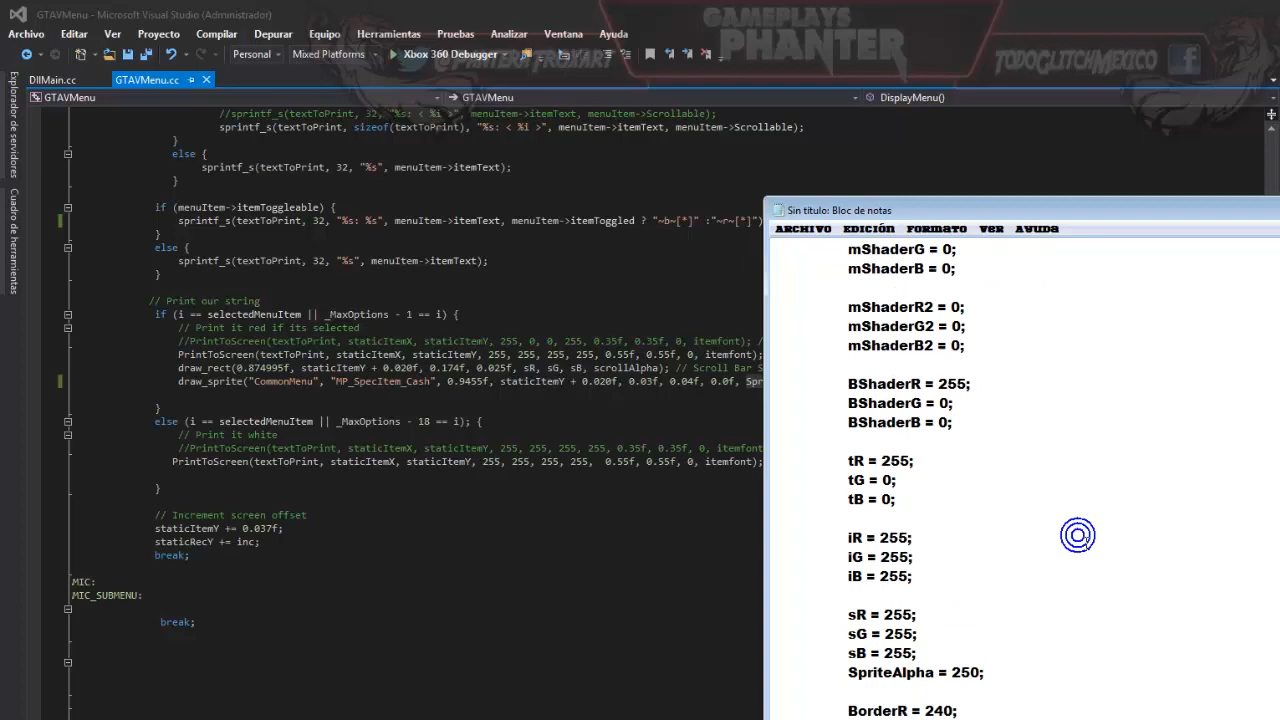 GTAVMenu - Microsoft Visual Studio (Administrador)
Archivo Editar Ver Proyecto Compilar Depurar Equipo Herramientas Pruebas Analizar Ventana Ayuda
GAMEPLAYS
PHANTER
TODOGLITCHMEXICO
Personal Mixed Platforms Xbox 360 Debugger
DllMain.cc GTAVMenu.cc
GTAVMenu GTAVMenu DisplayMenu()
Explorador de servidores
Cuadro de herramientas
//sprintf_s(textToPrint, 32, "%s: < %i >", menuItem->itemText, menuItem->Scrollable);
sprintf_s(textToPrint, sizeof(textToPrint), "%s: < %i >", menuItem->itemText, menuItem->Scrollable);
}
else {
sprintf_s(textToPrint, 32, "%s", menuItem->itemText);
}
if (menuItem->itemToggleable) {
sprintf_s(textToPrint, 32, "%s: %s", menuItem->itemText, menuItem->itemToggled ? "~b~[*]" :"~r~[*]")
}
else {
sprintf_s(textToPrint, 32, "%s", menuItem->itemText);
}
// Print our string
if (i == selectedMenuItem || _MaxOptions - 1 == i) {
// Print it red if its selected
//PrintToScreen(textToPrint, staticItemX, staticItemY, 255, 0, 0, 255, 0.35f, 0.35f, 0, itemfont); /
PrintToScreen(textToPrint, staticItemX, staticItemY, 255, 255, 255, 255, 0.55f, 0.55f, 0, itemfont);
draw_rect(0.874995f, staticItemY + 0.020f, 0.174f, 0.025f, sR, sG, sB, scrollAlpha); // Scroll Bar S
draw_sprite("CommonMenu", "MP_SpecItem_Cash", 0.9455f, staticItemY + 0.020f, 0.03f, 0.04f, 0.0f, Spr
}
else (i == selectedMenuItem || _MaxOptions - 18 == i); {
// Print it white
//PrintToScreen(textToPrint, staticItemX, staticItemY, 255, 255, 255, 255, 0.35f, 0.35f, 0, itemfont);
PrintToScreen(textToPrint, staticItemX, staticItemY, 255, 255, 255, 255, 0.55f, 0.55f, 0, itemfont);
}
// Increment screen offset
staticItemY += 0.037f;
staticRecY += inc;
break;
MIC:
MIC_SUBMENU:
break;
Sin título: Bloc de notas
Archivo Edición Formato Ver Ayuda
mShaderG = 0;
mShaderB = 0;
mShaderR2 = 0;
mShaderG2 = 0;
mShaderB2 = 0;
BShaderR = 255;
BShaderG = 0;
BShaderB = 0;
tR = 255;
tG = 0;
tB = 0;
iR = 255;
iG = 255;
iB = 255;
sR = 255;
sG = 255;
sB = 255;
SpriteAlpha = 250;
BorderR = 240;